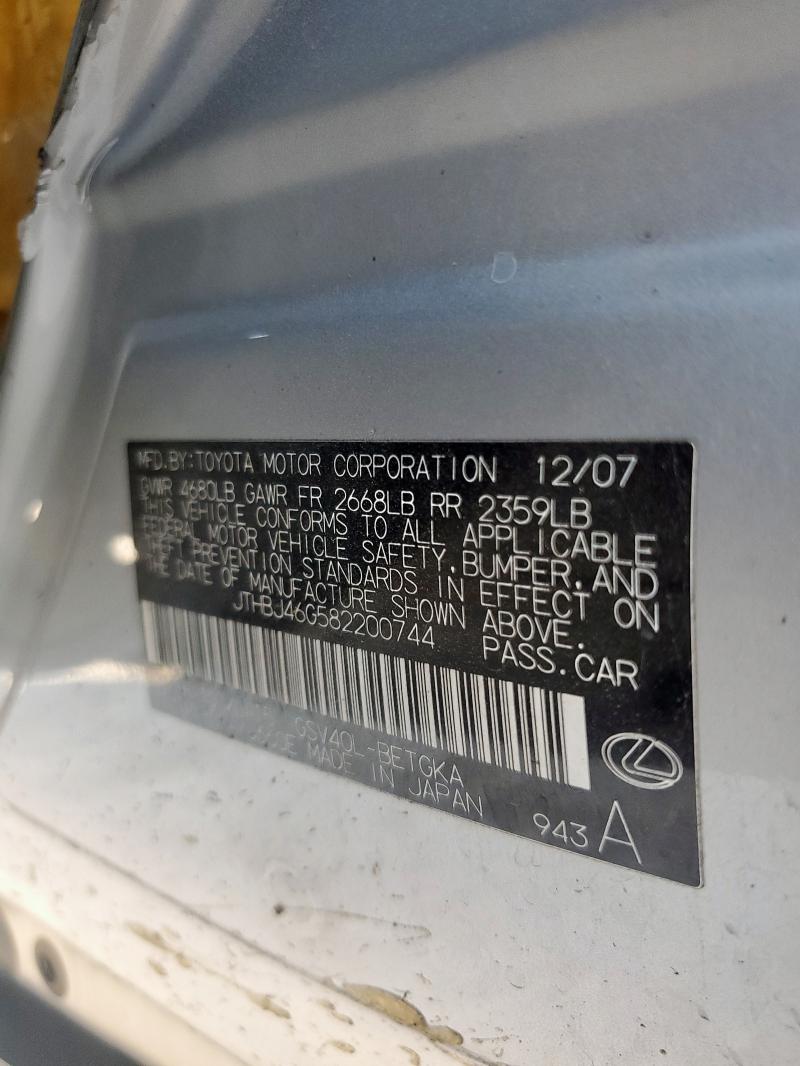 MFD.BY:TOYOTA MOTOR CORPORATION 12/07
GVWR 4680LB GAWR FR 2668LB RR 2359LB
THIS VEHICLE CONFORMS TO ALL APPLICABLE
FEDERAL MOTOR VEHICLE SAFETY,BUMPER,AND
THEFT PREVENTION STANDARDS IN EFFECT ON
THE DATE OF MANUFACTURE SHOWN ABOVE.
JTHBJ46G582200744 PASS.CAR
GSV40L-BETGKA
MADE IN JAPAN
943 A